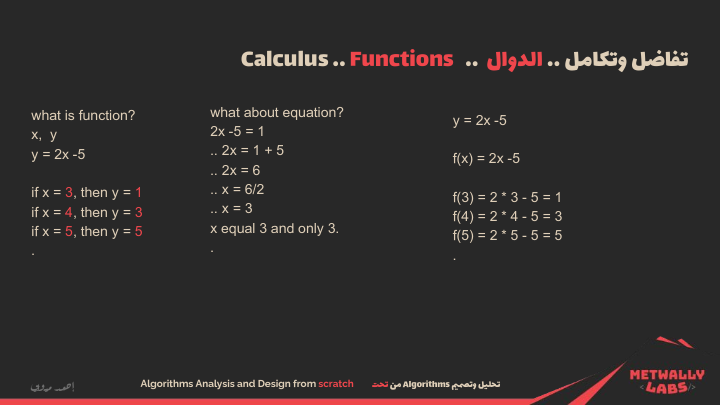 Calculus .. Functions .. تفاضل وتكامل .. الدوال
what is function?
x, y
y = 2x -5
if x = 3, then y = 1
if x = 4, then y = 3
if x = 5, then y = 5
.
what about equation?
2x -5 = 1
.. 2x = 1 + 5
.. 2x = 6
.. x = 6/2
.. x = 3
x equal 3 and only 3.
.
y = 2x -5
f(x) = 2x -5
f(3) = 2 * 3 - 5 = 1
f(4) = 2 * 4 - 5 = 3
f(5) = 2 * 5 - 5 = 5
.
Algorithms Analysis and Design from scratch
تحليل وتصميم Algorithms من تحت
METWALLY
<LABS/>